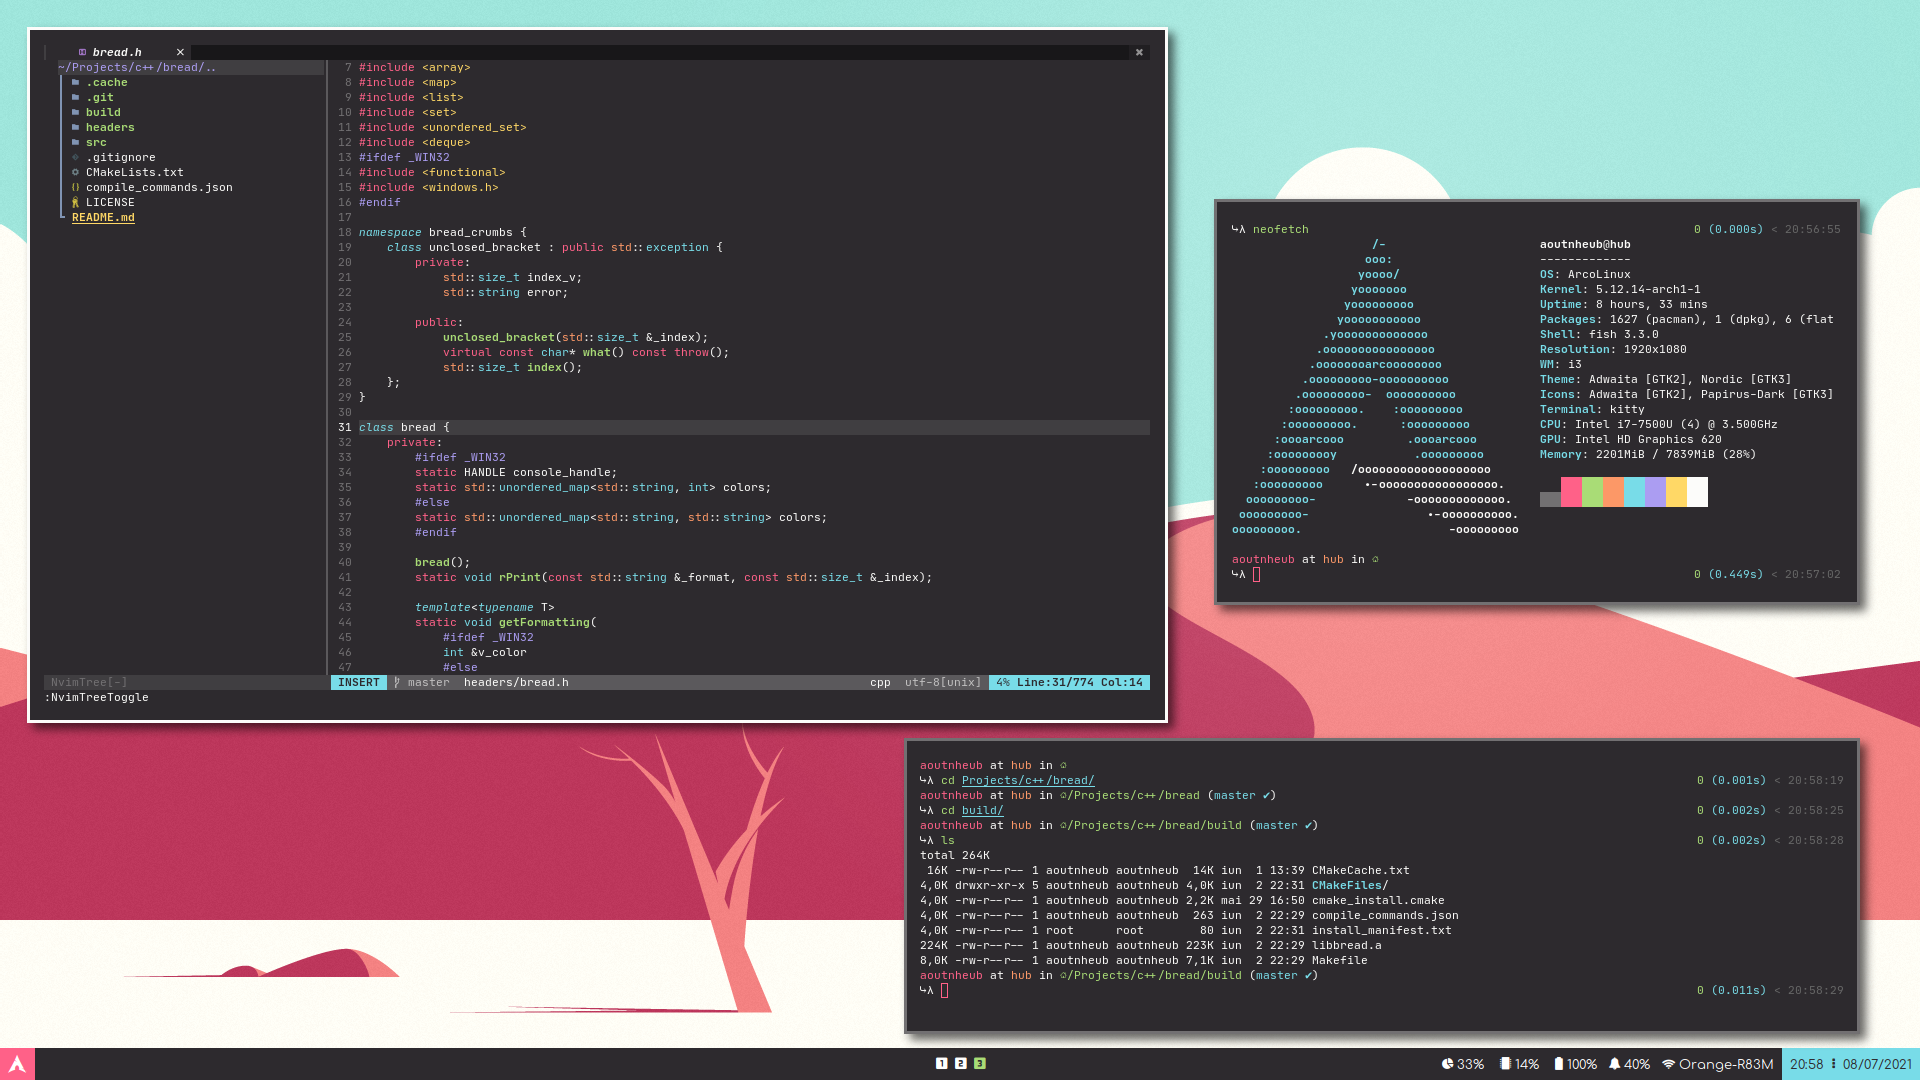 bread.h ×
~/Projects/c++/bread/..
.cache
.git
build
headers
src
.gitignore
CMakeLists.txt
{} compile_commands.json
LICENSE
README.md
NvimTree[-]
7 #include <array>
8 #include <map>
9 #include <list>
10 #include <set>
11 #include <unordered_set>
12 #include <deque>
13 #ifdef _WIN32
14 #include <functional>
15 #include <windows.h>
16 #endif
17
18 namespace bread_crumbs {
19     class unclosed_bracket : public std::exception {
20         private:
21             std::size_t index_v;
22             std::string error;
23
24         public:
25             unclosed_bracket(std::size_t &_index);
26             virtual const char* what() const throw();
27             std::size_t index();
28     };
29 }
30
31 class bread {
32     private:
33         #ifdef _WIN32
34         static HANDLE console_handle;
35         static std::unordered_map<std::string, int> colors;
36         #else
37         static std::unordered_map<std::string, std::string> colors;
38         #endif
39
40         bread();
41         static void rPrint(const std::string &_format, const std::size_t &_index);
42
43         template<typename T>
44         static void getFormatting(
45             #ifdef _WIN32
46             int &v_color
47             #else
INSERT master headers/bread.h cpp utf-8[unix] 4% Line:31/774 Col:14
:NvimTreeToggle
↪λ neofetch 0 (0.000s) < 20:56:55
/-
ooo:
yoooo/
yooooooo
yooooooooo
yooooooooooo
.yooooooooooooo
.oooooooooooooooo
.oooooooarcooooooo
.ooooooooo-oooooooooo
.ooooooooo-  oooooooooo
:ooooooooo.    :ooooooooo
:ooooooooo.      :ooooooooo
:oooarcooo         .oooarcooo
:ooooooooy           .ooooooooo
:ooooooooo   /ooooooooooooooooooo
:ooooooooo      •-ooooooooooooooooo.
ooooooooo-             -ooooooooooooo.
ooooooooo-                 •-oooooooooo.
ooooooooo.                     -ooooooooo
aoutnheub@hub
-------------
OS: ArcoLinux
Kernel: 5.12.14-arch1-1
Uptime: 8 hours, 33 mins
Packages: 1627 (pacman), 1 (dpkg), 6 (flat
Shell: fish 3.3.0
Resolution: 1920x1080
WM: i3
Theme: Adwaita [GTK2], Nordic [GTK3]
Icons: Adwaita [GTK2], Papirus-Dark [GTK3]
Terminal: kitty
CPU: Intel i7-7500U (4) @ 3.500GHz
GPU: Intel HD Graphics 620
Memory: 2201MiB / 7839MiB (28%)
aoutnheub at hub in ⌂
↪λ 0 (0.449s) < 20:57:02
aoutnheub at hub in ⌂
↪λ cd Projects/c++/bread/ 0 (0.001s) < 20:58:19
aoutnheub at hub in ⌂/Projects/c++/bread (master ✔)
↪λ cd build/ 0 (0.002s) < 20:58:25
aoutnheub at hub in ⌂/Projects/c++/bread/build (master ✔)
↪λ ls 0 (0.002s) < 20:58:28
total 264K
16K -rw-r--r-- 1 aoutnheub aoutnheub  14K iun  1 13:39 CMakeCache.txt
4,0K drwxr-xr-x 5 aoutnheub aoutnheub 4,0K iun  2 22:31 CMakeFiles/
4,0K -rw-r--r-- 1 aoutnheub aoutnheub 2,2K mai 29 16:50 cmake_install.cmake
4,0K -rw-r--r-- 1 aoutnheub aoutnheub  263 iun  2 22:29 compile_commands.json
4,0K -rw-r--r-- 1 root      root        80 iun  2 22:31 install_manifest.txt
224K -rw-r--r-- 1 aoutnheub aoutnheub 223K iun  2 22:29 libbread.a
8,0K -rw-r--r-- 1 aoutnheub aoutnheub 7,1K iun  2 22:29 Makefile
aoutnheub at hub in ⌂/Projects/c++/bread/build (master ✔)
↪λ 0 (0.011s) < 20:58:29
1 2 3 33% 14% 100% 40% Orange-R83M 20:58 08/07/2021